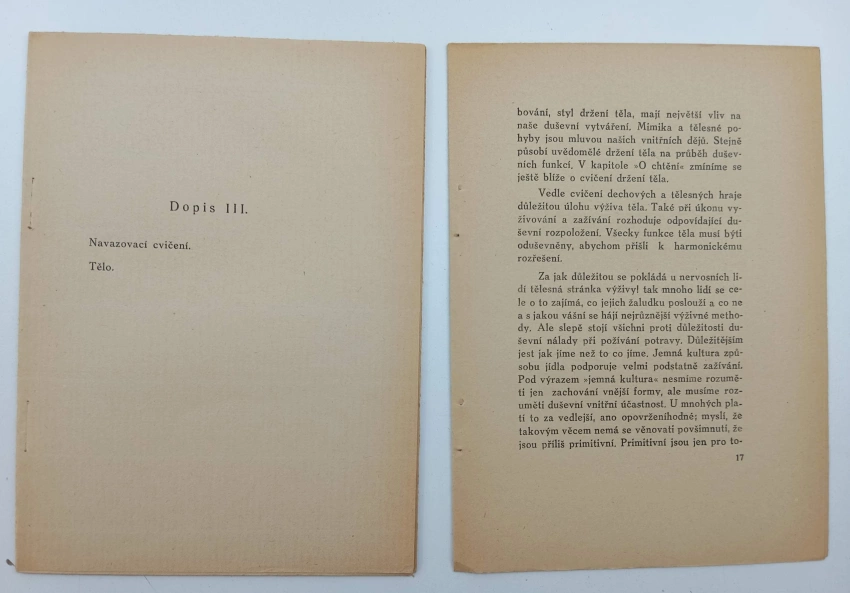 Dopis III.
Navazovací cvičení.
Tělo.
bování, styl držení těla, mají největší vliv na
naše duševní vytváření. Mimika a tělesné po-
hyby jsou mluvou našich vnitřních dějů. Stejně
působí uvědomělé držení těla na průběh dušev-
ních funkcí. V kapitole »O chtění« zmíníme se
ještě blíže o cvičení držení těla.
Vedle cvičení dechových a tělesných hraje
důležitou úlohu výživa těla. Také při úkonu vy-
živování a zažívání rozhoduje odpovídající du-
ševní rozpoložení. Všecky funkce těla musí býti
oduševněny, abychom přišli k harmonickému
rozřešení.
Za jak důležitou se pokládá u nervosních li-
dí tělesná stránka výživy! tak mnoho lidí se ce-
le o to zajímá, co jejich žaludku poslouží a co ne
a s jakou vášní se hájí nejrůznější výživné metho-
dy. Ale slepě stojí všichni proti důležitosti du-
ševní nálady při požívání potravy. Důležitějším
jest jak jíme než to co jíme. Jemná kultura způ-
sobu jídla podporuje velmi podstatně zažívání.
Pod výrazem »jemná kultura« nesmíme rozumě-
ti jen zachování vnější formy, ale musíme roz-
uměti duševní vnitřní účastnost. U mnohých pla-
tí to za vedlejší, ano opovrženíhodné; myslí, že
takovým věcem nemá se věnovati povšimnutí, že
jsou příliš primitivní. Primitivní jsou jen pro to-
17